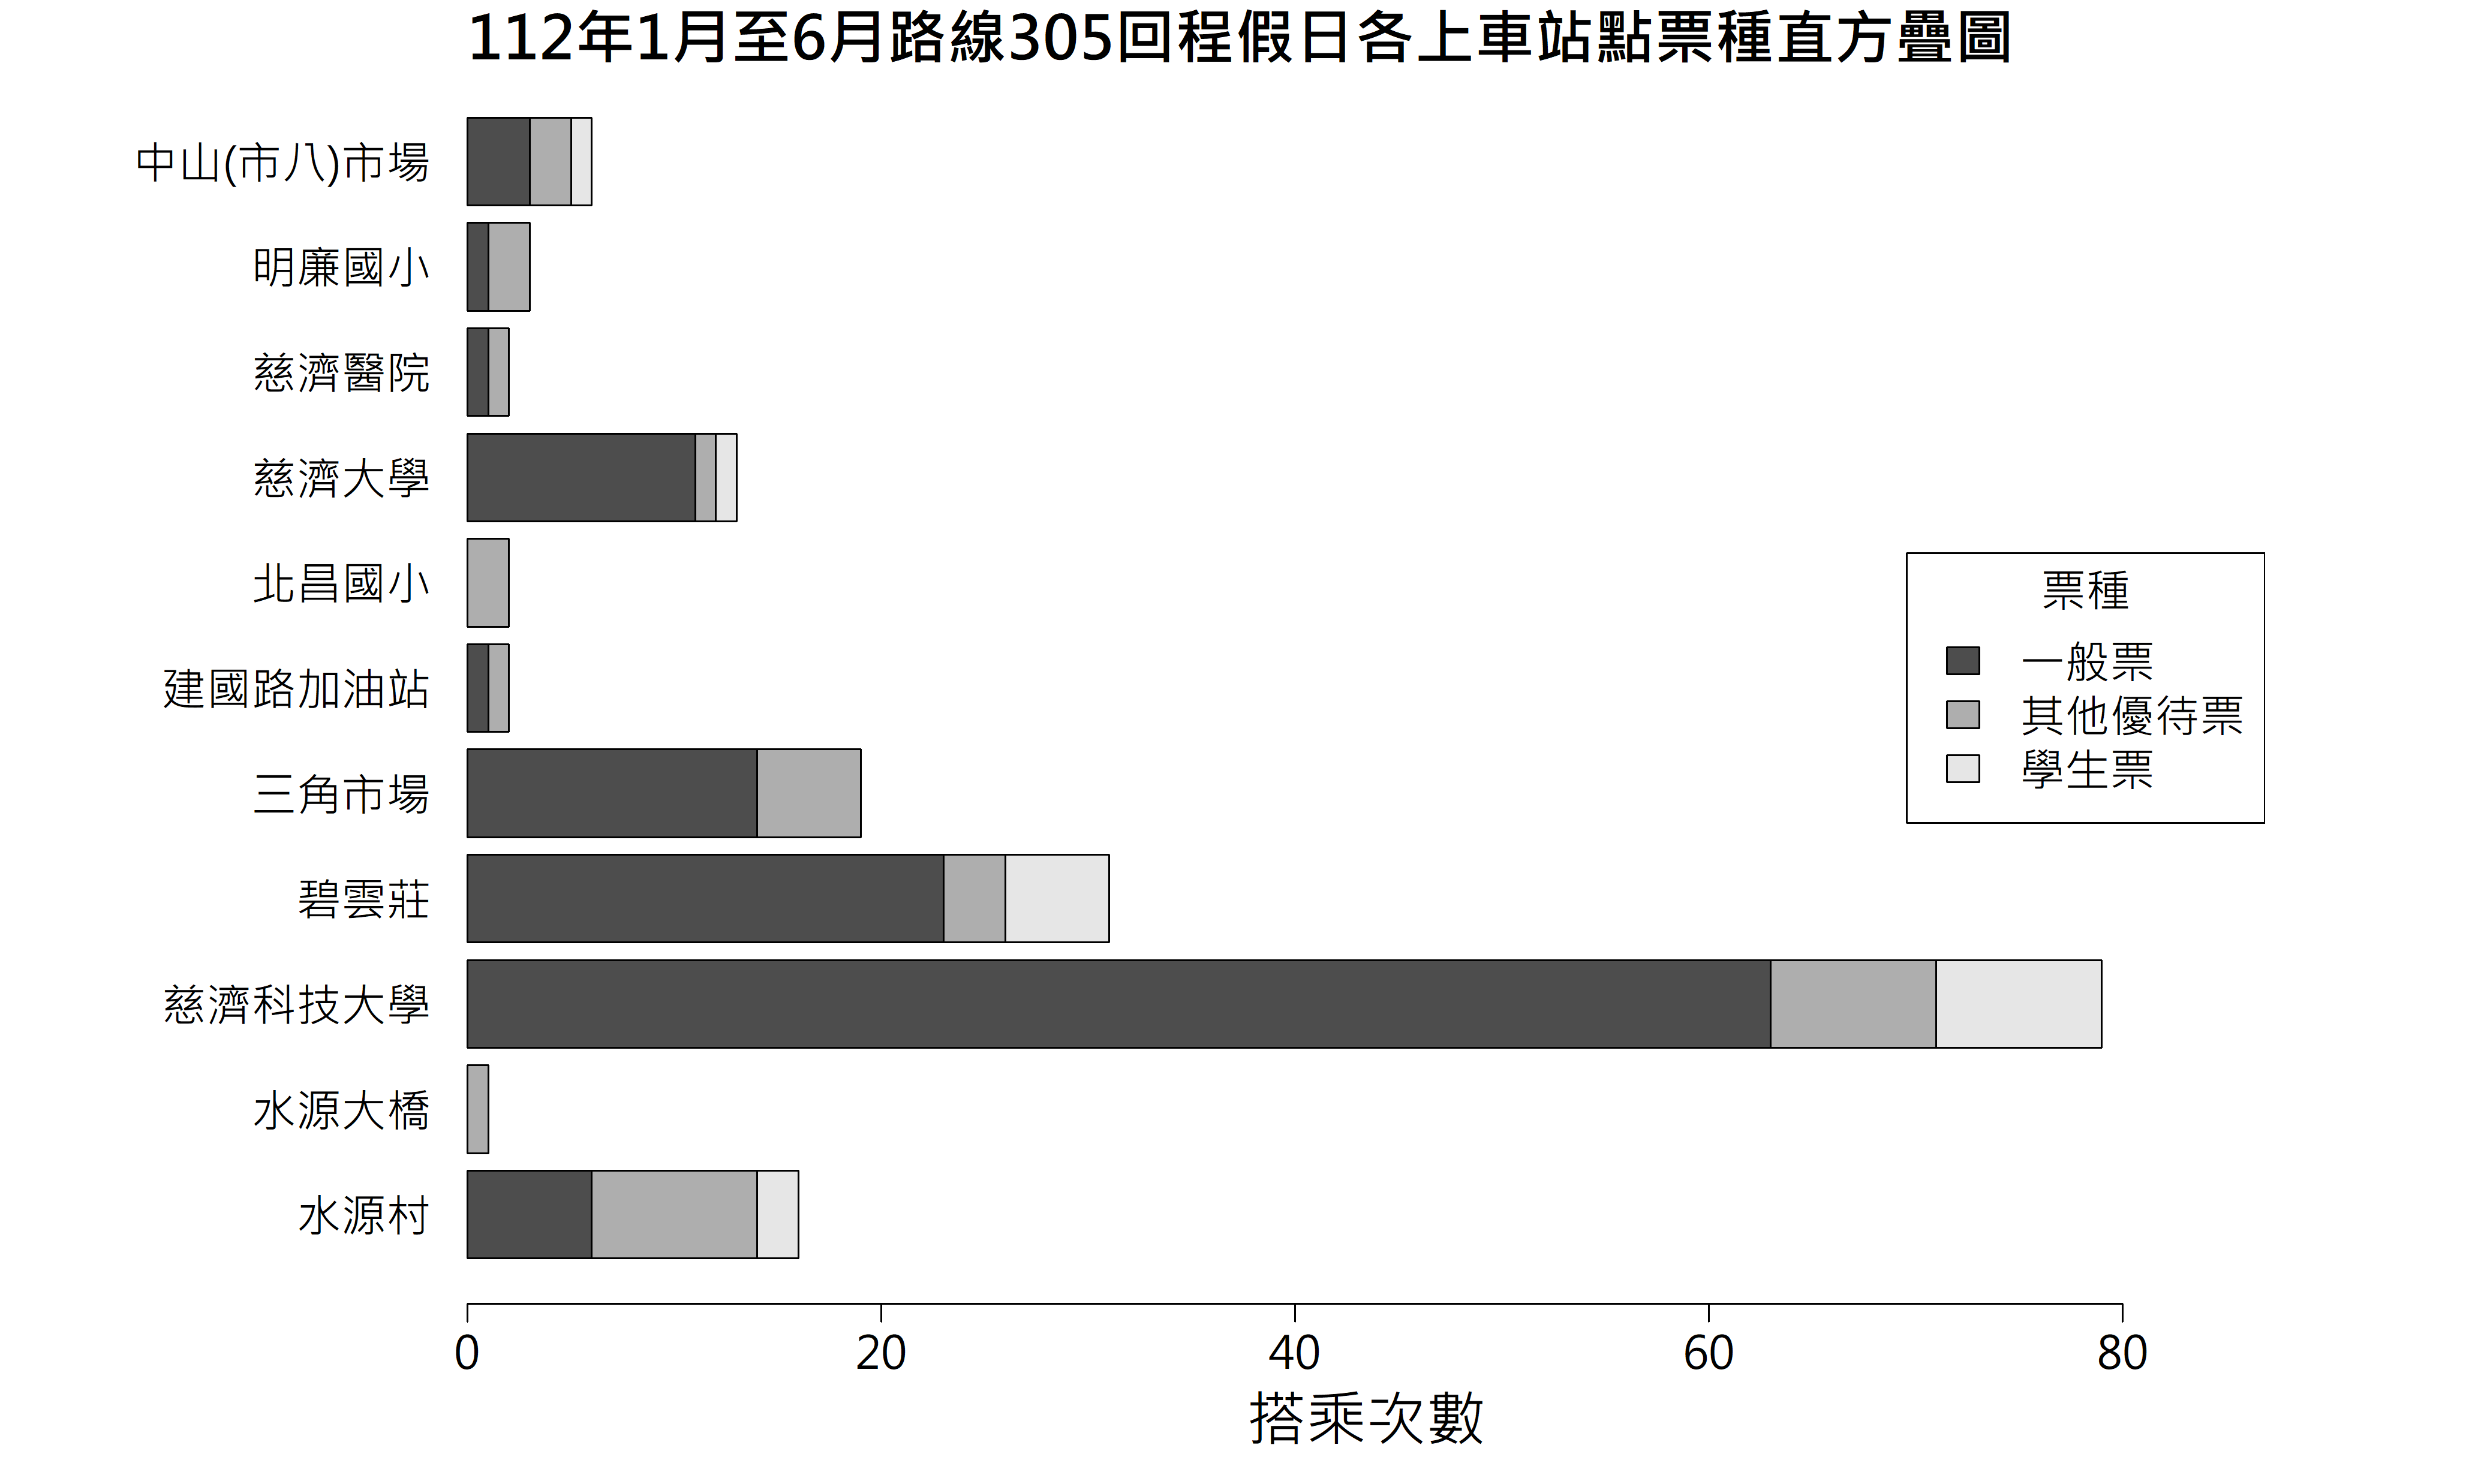 112年1月至6月路線305回程假日各上車站點票種直方疊圖
中山(市八)市場
明廉國小
慈濟醫院
慈濟大學
北昌國小
建國路加油站
三角市場
碧雲莊
慈濟科技大學
水源大橋
水源村
票種
一般票
其他優待票
學生票
0 20 40 60 80
搭乘次數